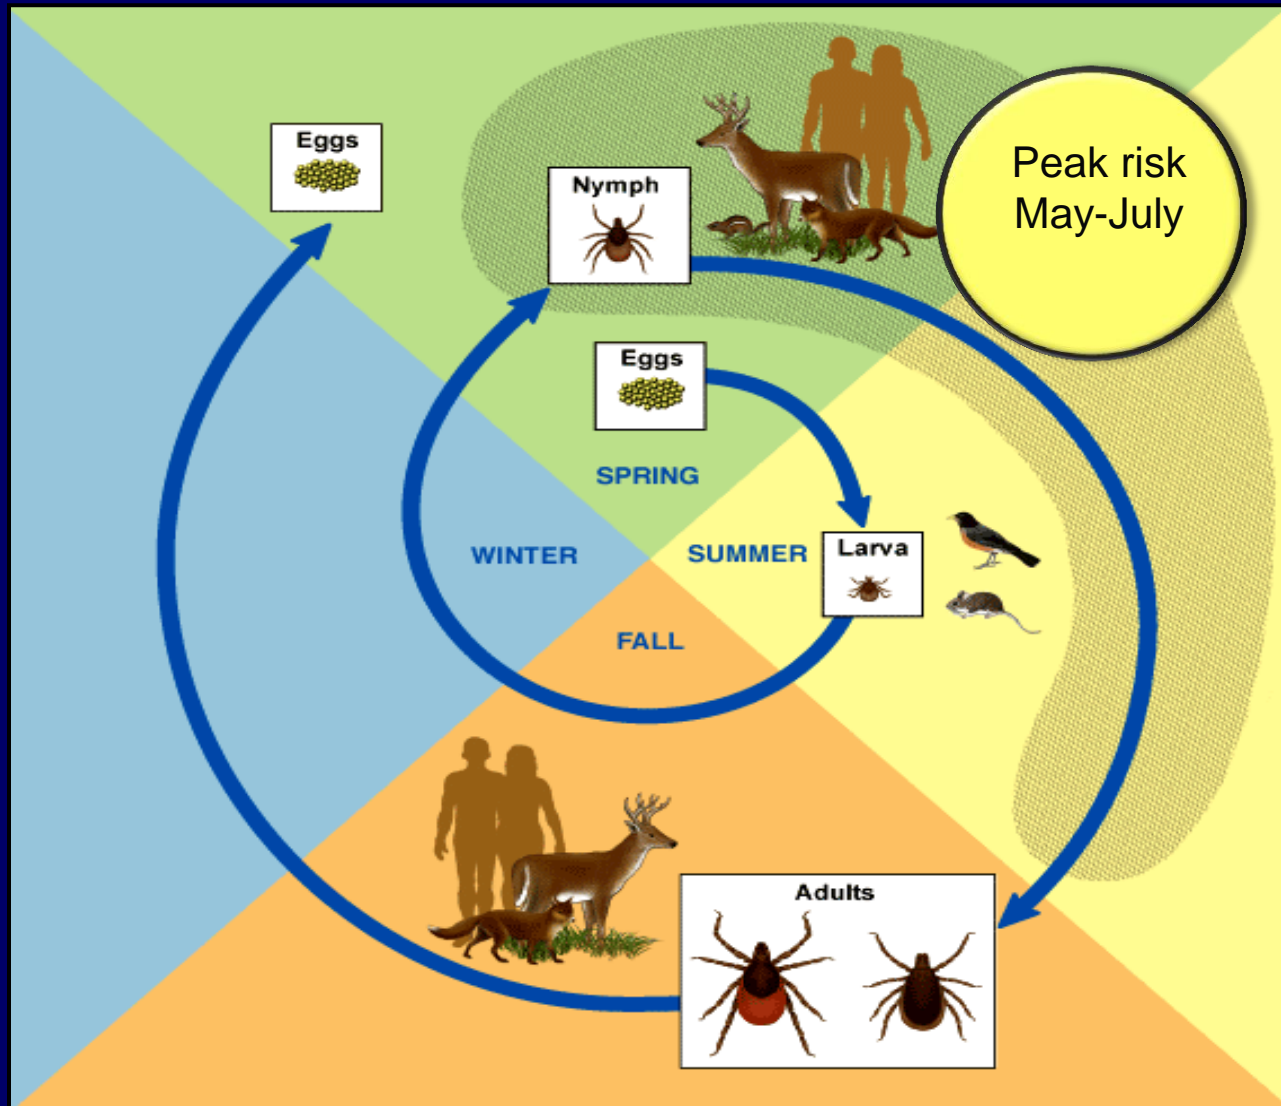 Eggs
Nymph
Peak risk
May-July
Eggs
SPRING
WINTER
SUMMER
Larva
FALL
Adults